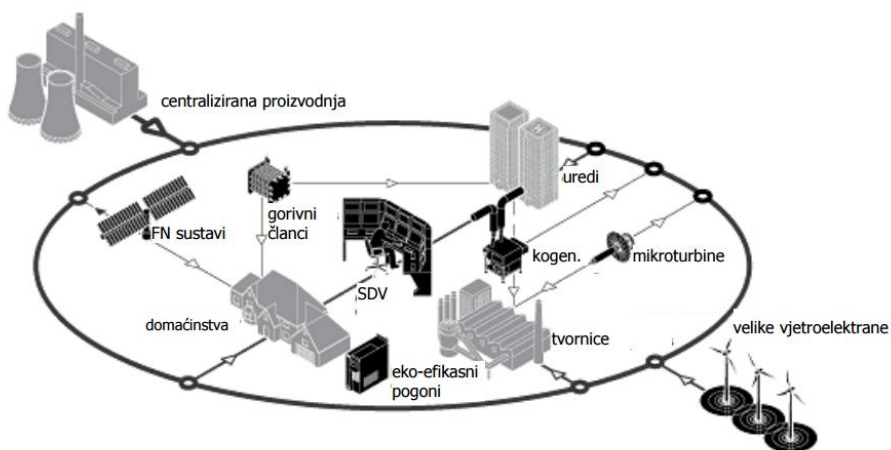 centralizirana proizvodnja
uredi
FN sustavi
gorivni
članci
kogen.
mikroturbine
SDV
domaćinstva
velike vjetroelektrane
tvornice
eko-efikasni
pogoni